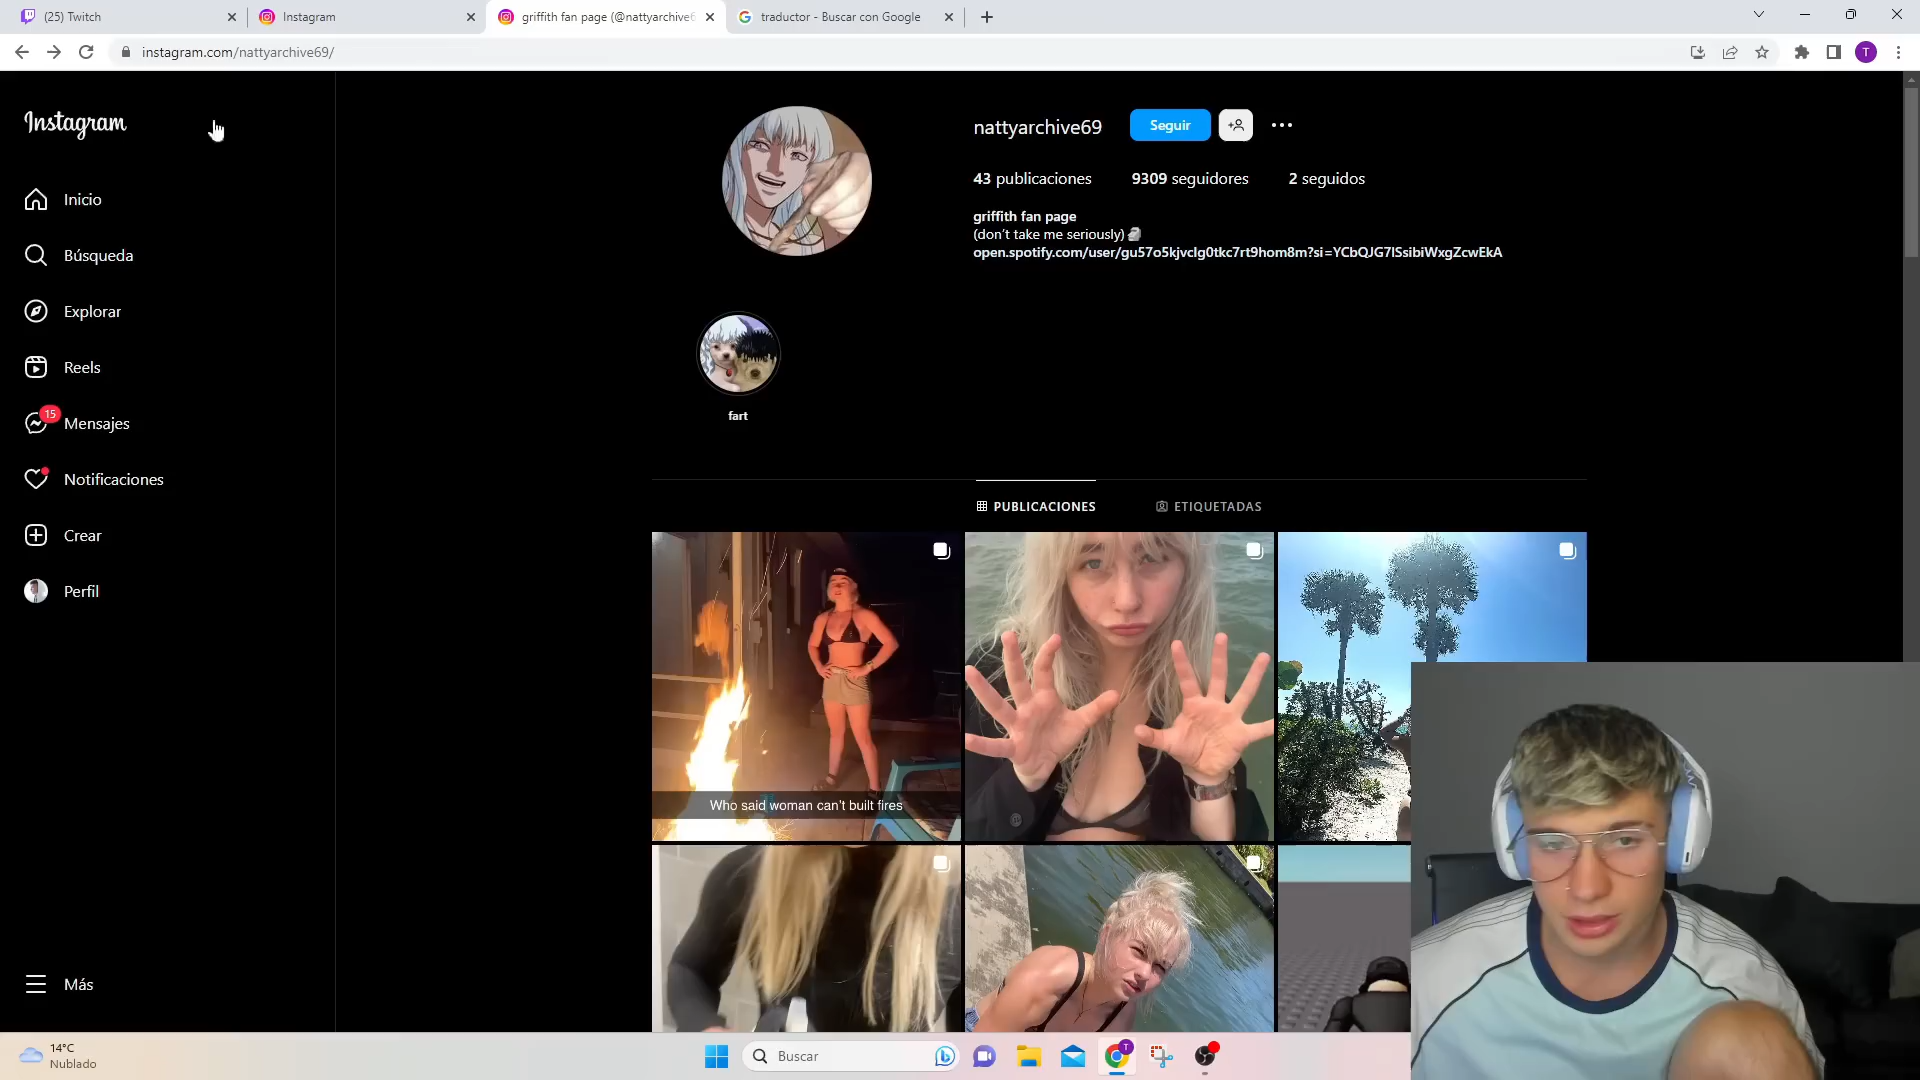 (25) Twitch
Instagram
griffith fan page (@nattyarchive6
traductor - Buscar con Google
instagram.com/nattyarchive69/
T
Instagram
Inicio
Búsqueda
Explorar
Reels
15
Mensajes
Notificaciones
Crear
Perfil
Más
nattyarchive69
Seguir
43 publicaciones
9309 seguidores
2 seguidos
griffith fan page
(don't take me seriously)🗿
open.spotify.com/user/gu57o5kjvclg0tkc7rt9hom8m?si=YCbQJG7lSsibiWxgZcwEkA
fart
PUBLICACIONES
ETIQUETADAS
Who said woman can't built fires
14°C
Nublado
Buscar
T